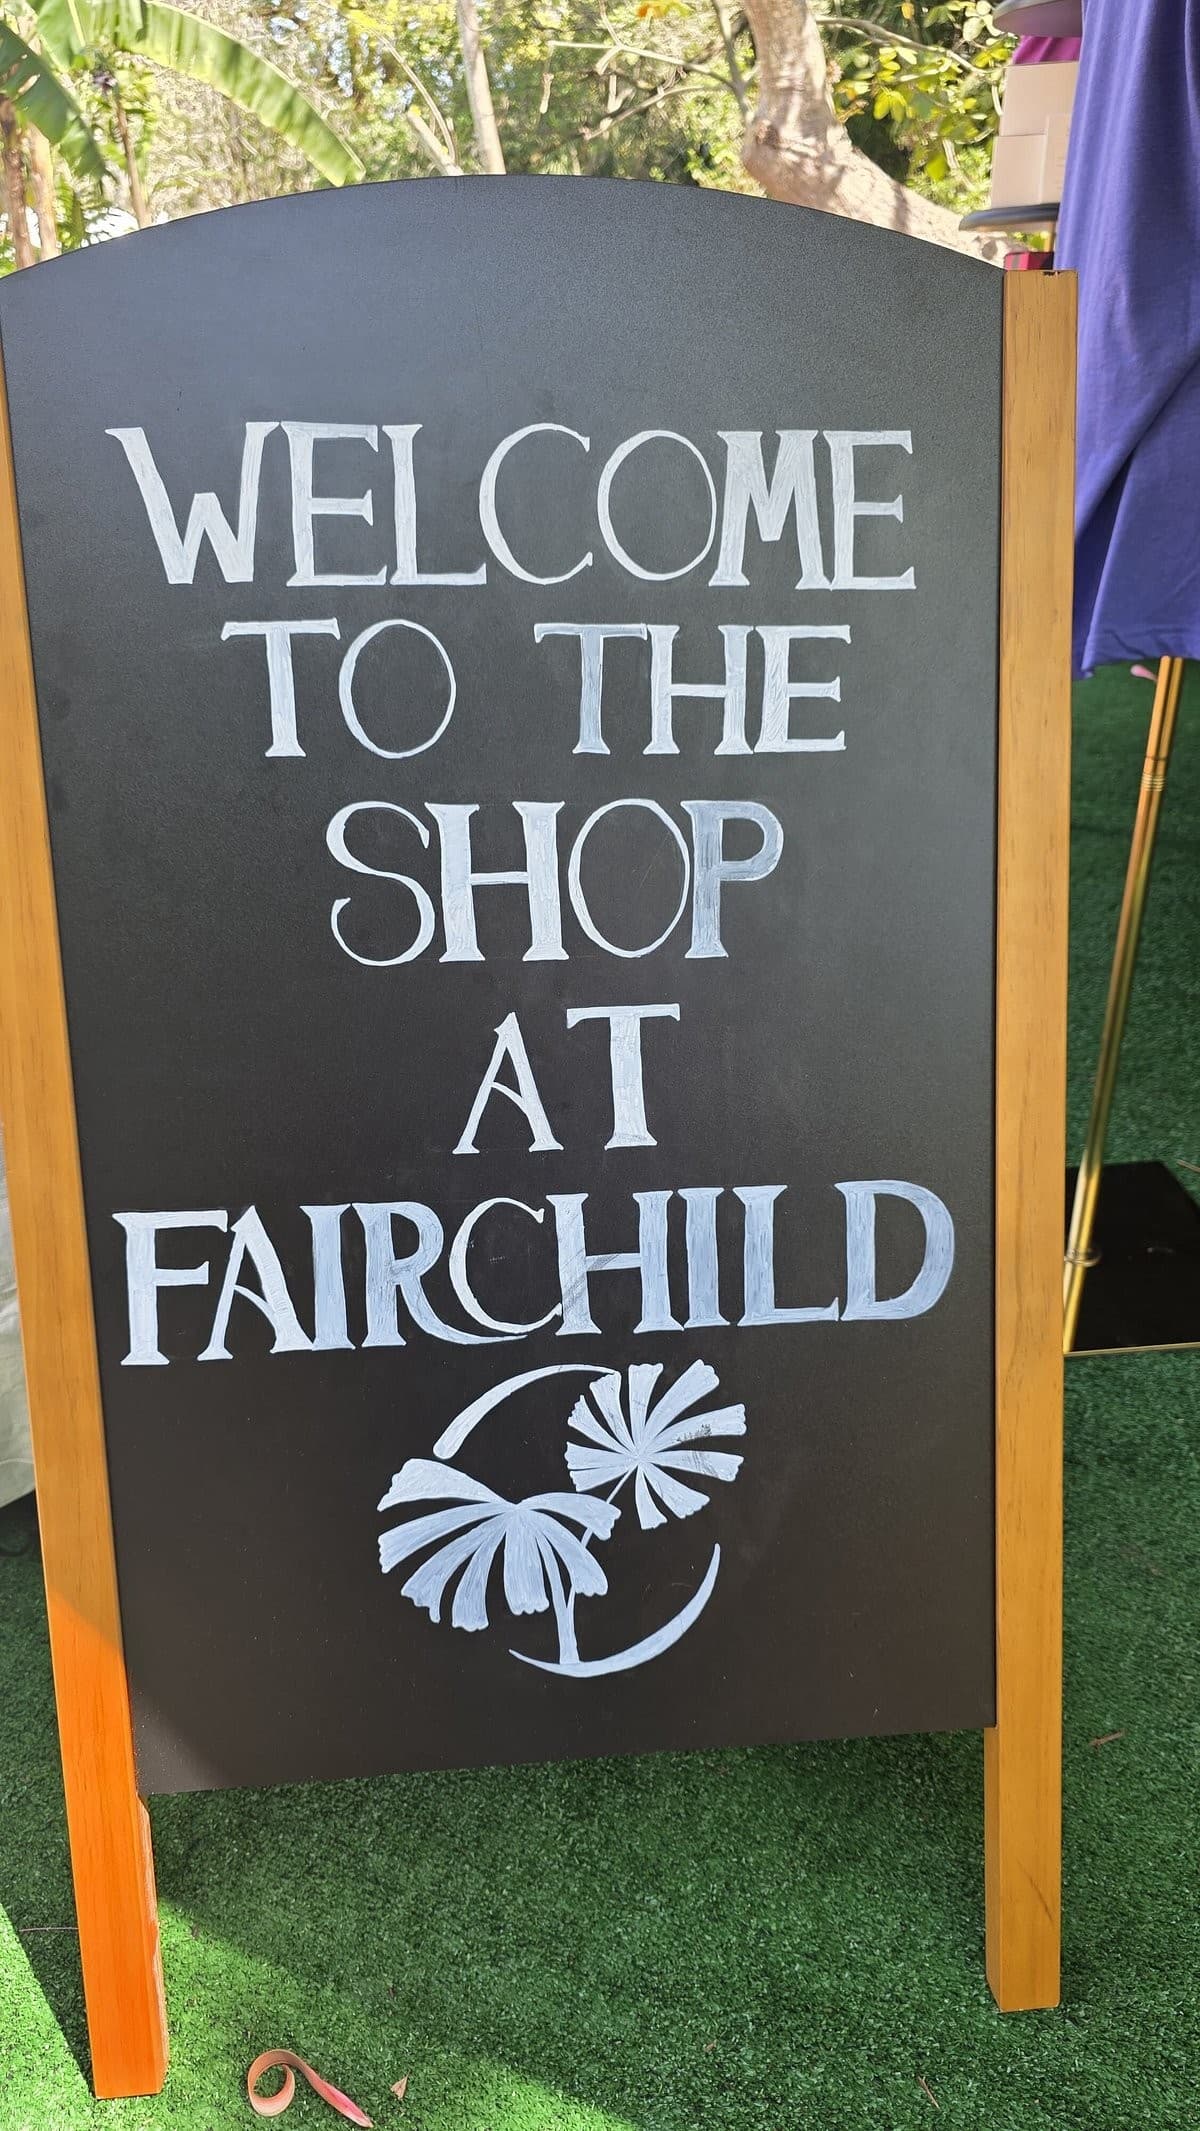 WELCOME
TO THE
SHOP
AT
FAIRCHILD